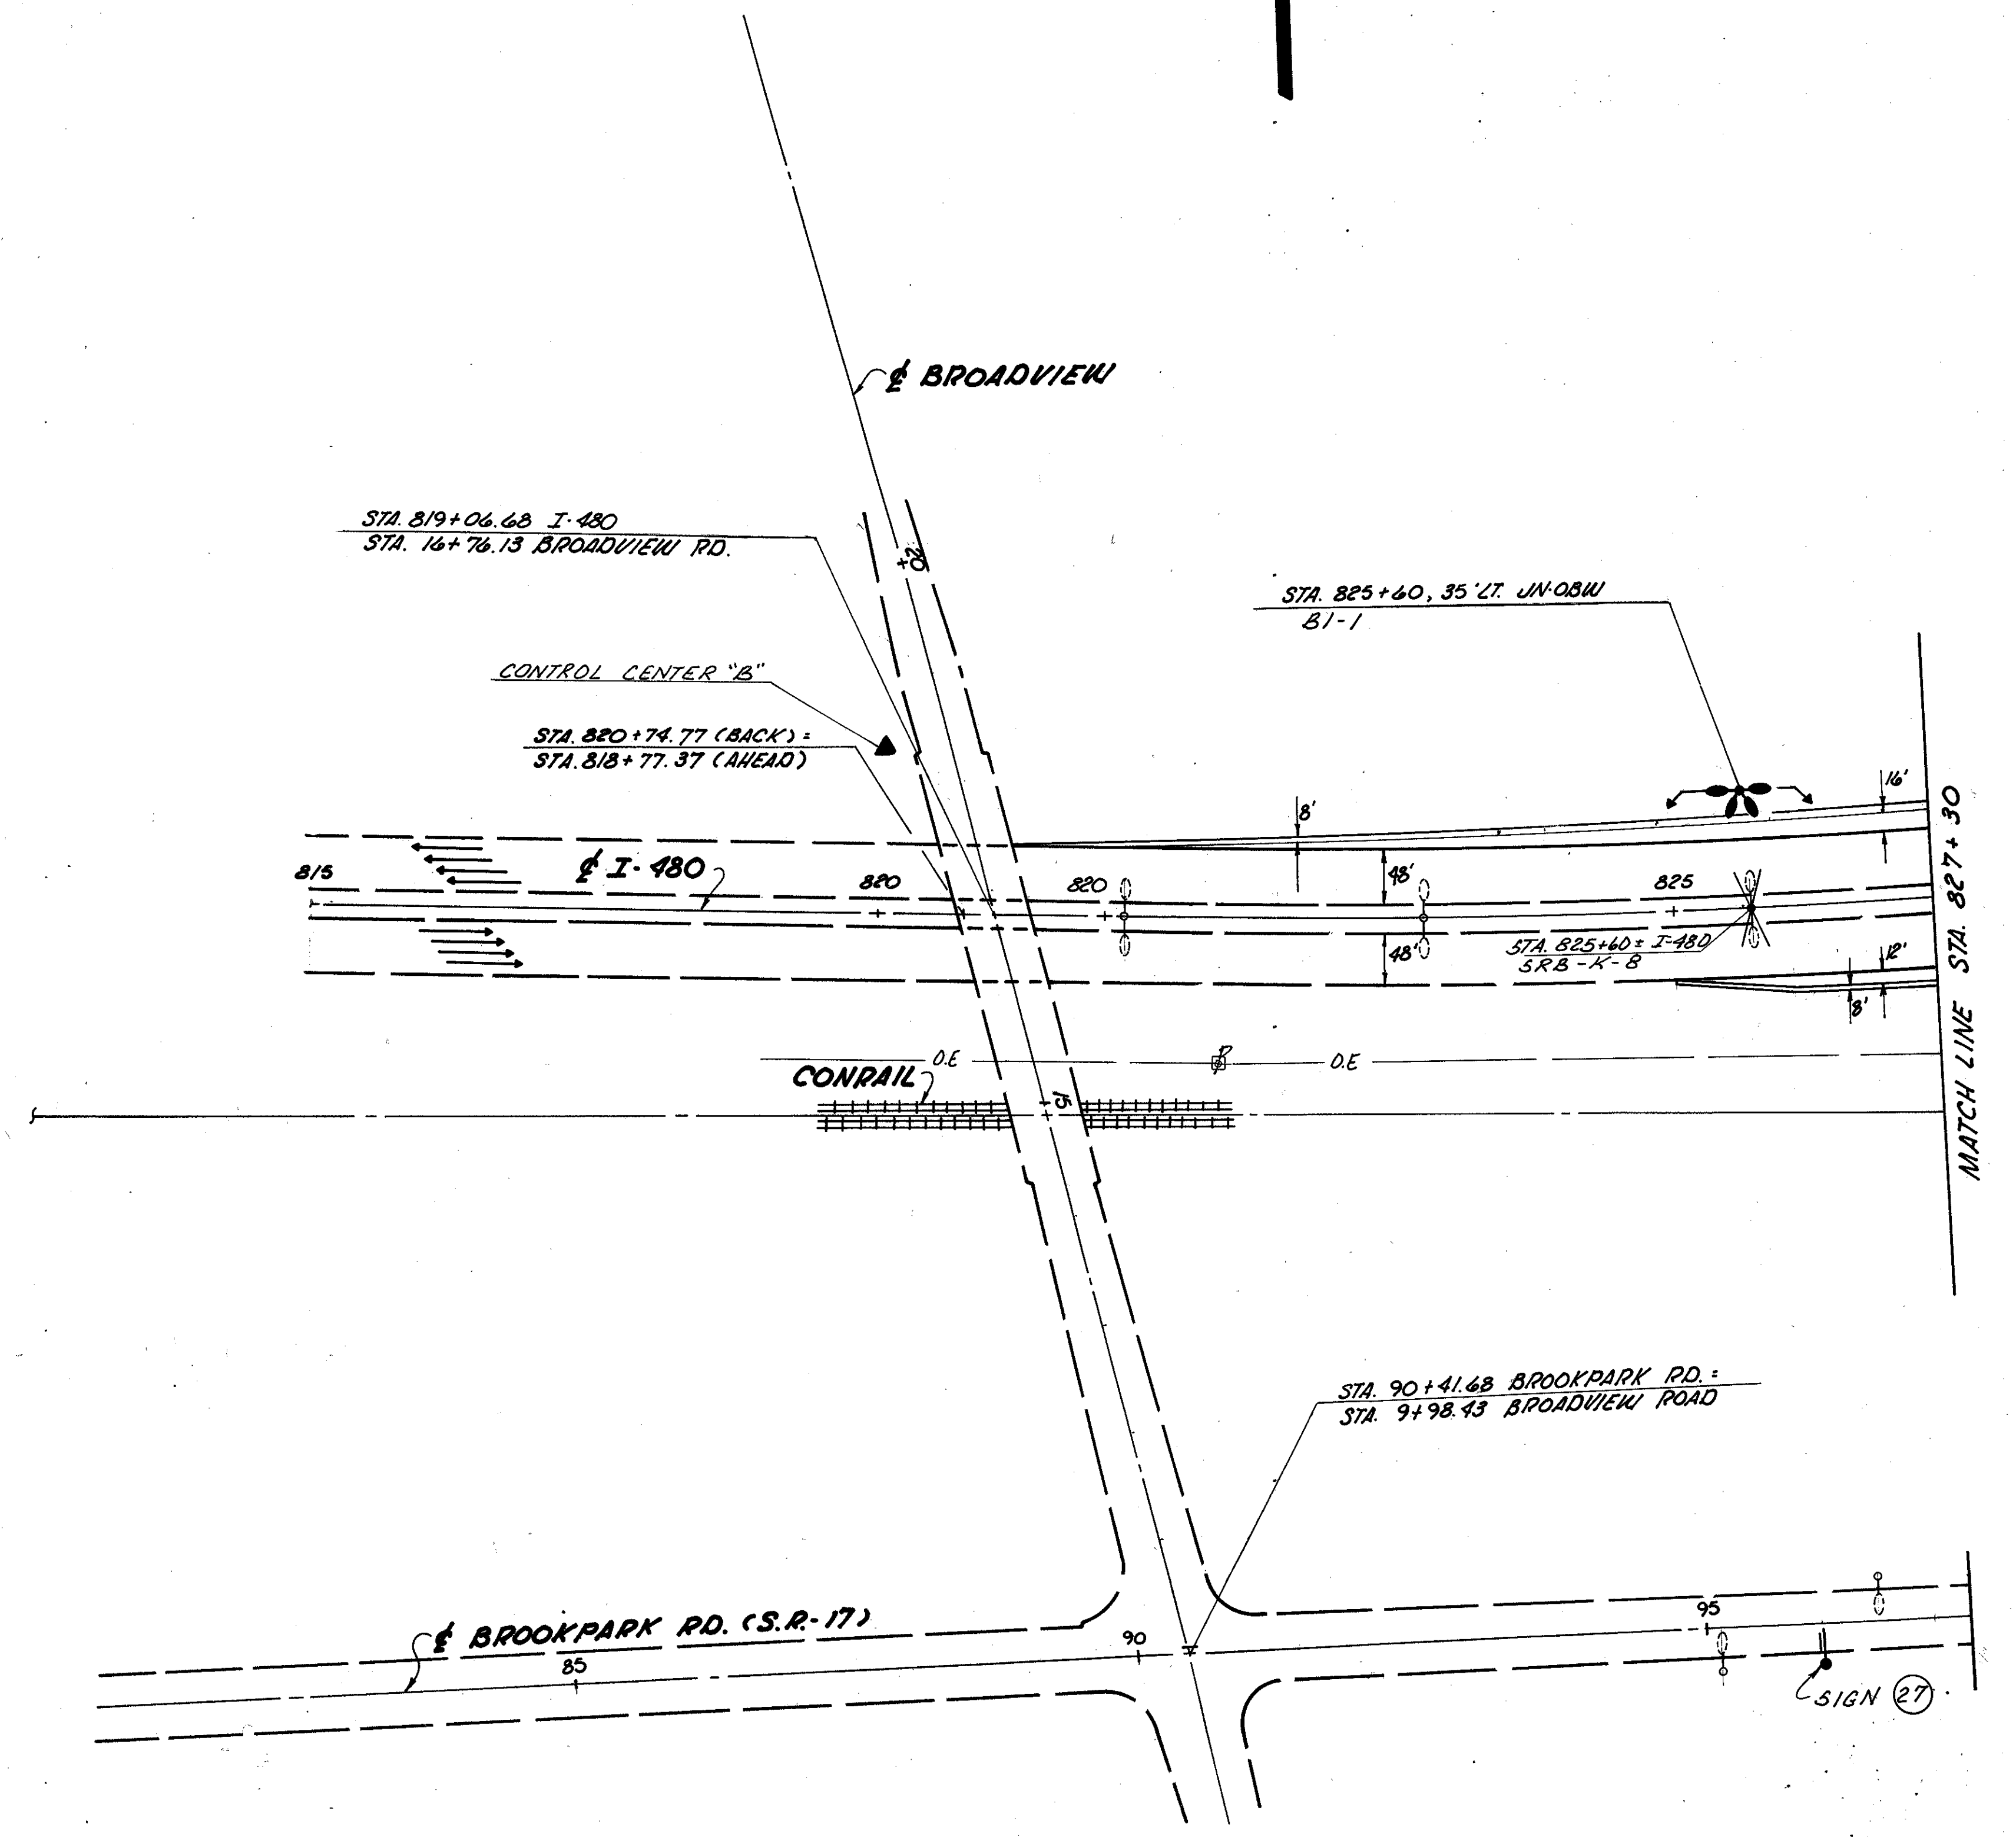 ℄ BROADVIEW
STA. 819+06.68 I-480
STA. 16+76.13 BROADVIEW RD.
20
STA. 825+60, 35' LT. JN-OBW
B1-1
CONTROL CENTER "B"
STA. 820+74.77 (BACK) =
STA. 818+77.37 (AHEAD)
16'
8'
815
℄ I-480
820
820
48'
825
48'
STA. 825+60± I-480
SRB-K-8
12'
8'
MATCH LINE STA. 827+30
O.E
P
O.E
CONRAIL
15
STA. 90+41.68 BROOKPARK RD. =
STA. 9+98.43 BROADVIEW ROAD
℄ BROOKPARK RD. (S.R.-17)
85
90
95
SIGN 27